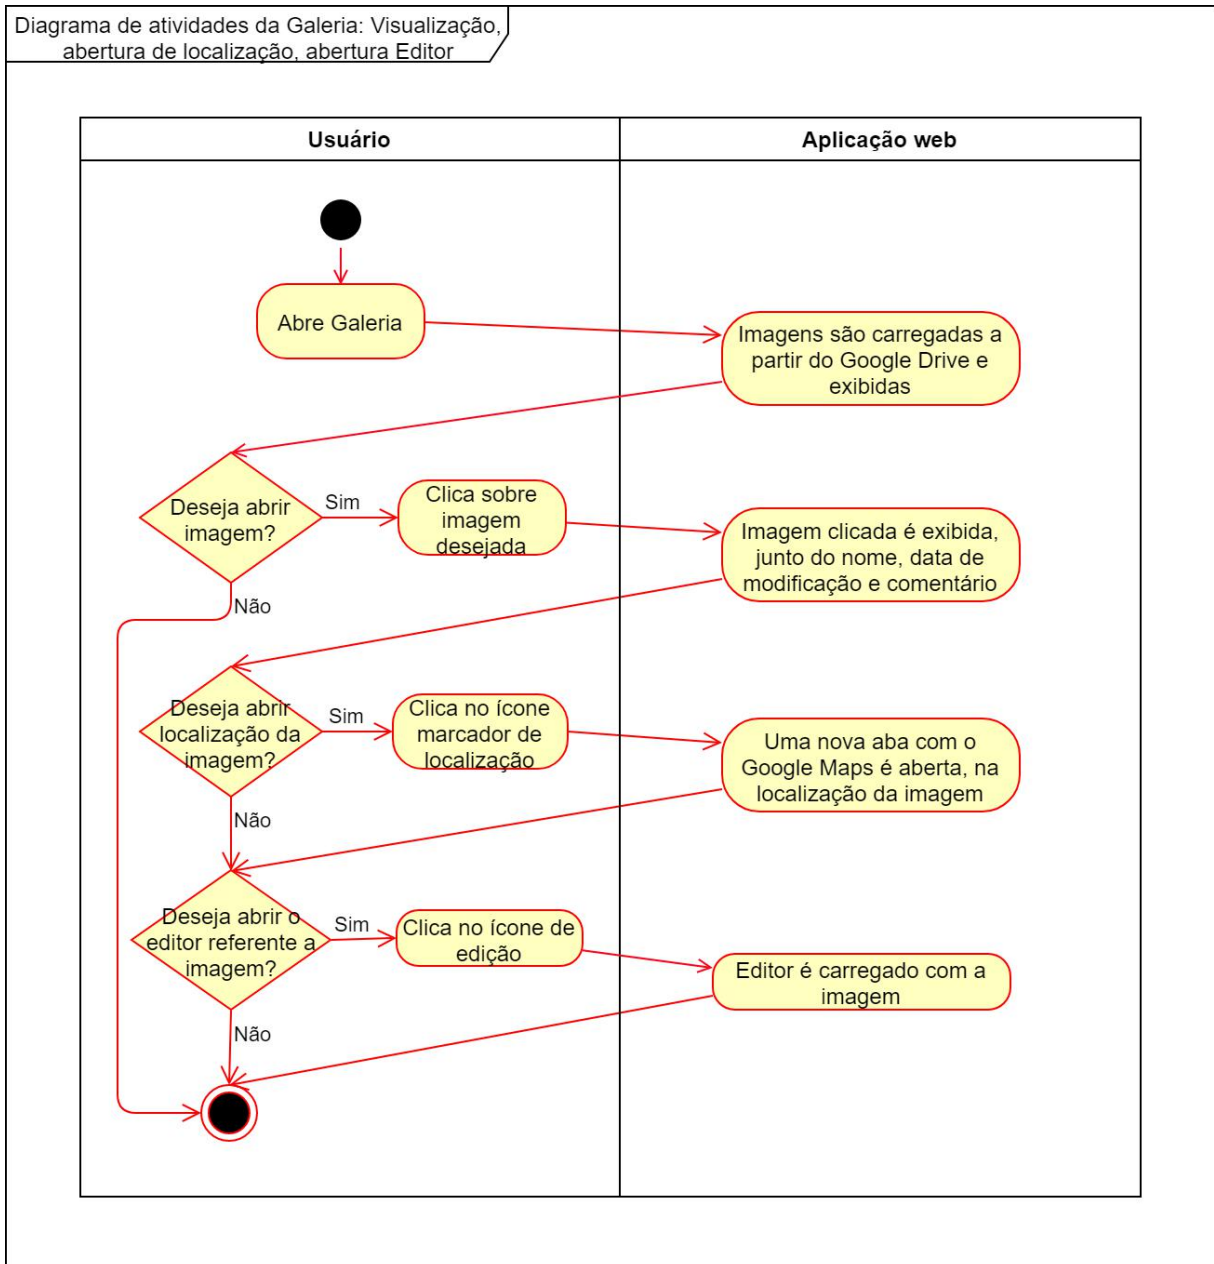 Diagrama de atividades da Galeria: Visualização,
abertura de localização, abertura Editor
Usuário
Aplicação web
Abre Galeria
Imagens são carregadas a
partir do Google Drive e
exibidas
Deseja abrir
imagem?
Sim
Clica sobre
imagem
desejada
Imagem clicada é exibida,
junto do nome, data de
modificação e comentário
Não
Deseja abrir
localização da
imagem?
Sim
Clica no ícone
marcador de
localização
Uma nova aba com o
Google Maps é aberta, na
localização da imagem
Não
Deseja abrir o
editor referente a
imagem?
Sim
Clica no ícone de
edição
Editor é carregado com a
imagem
Não